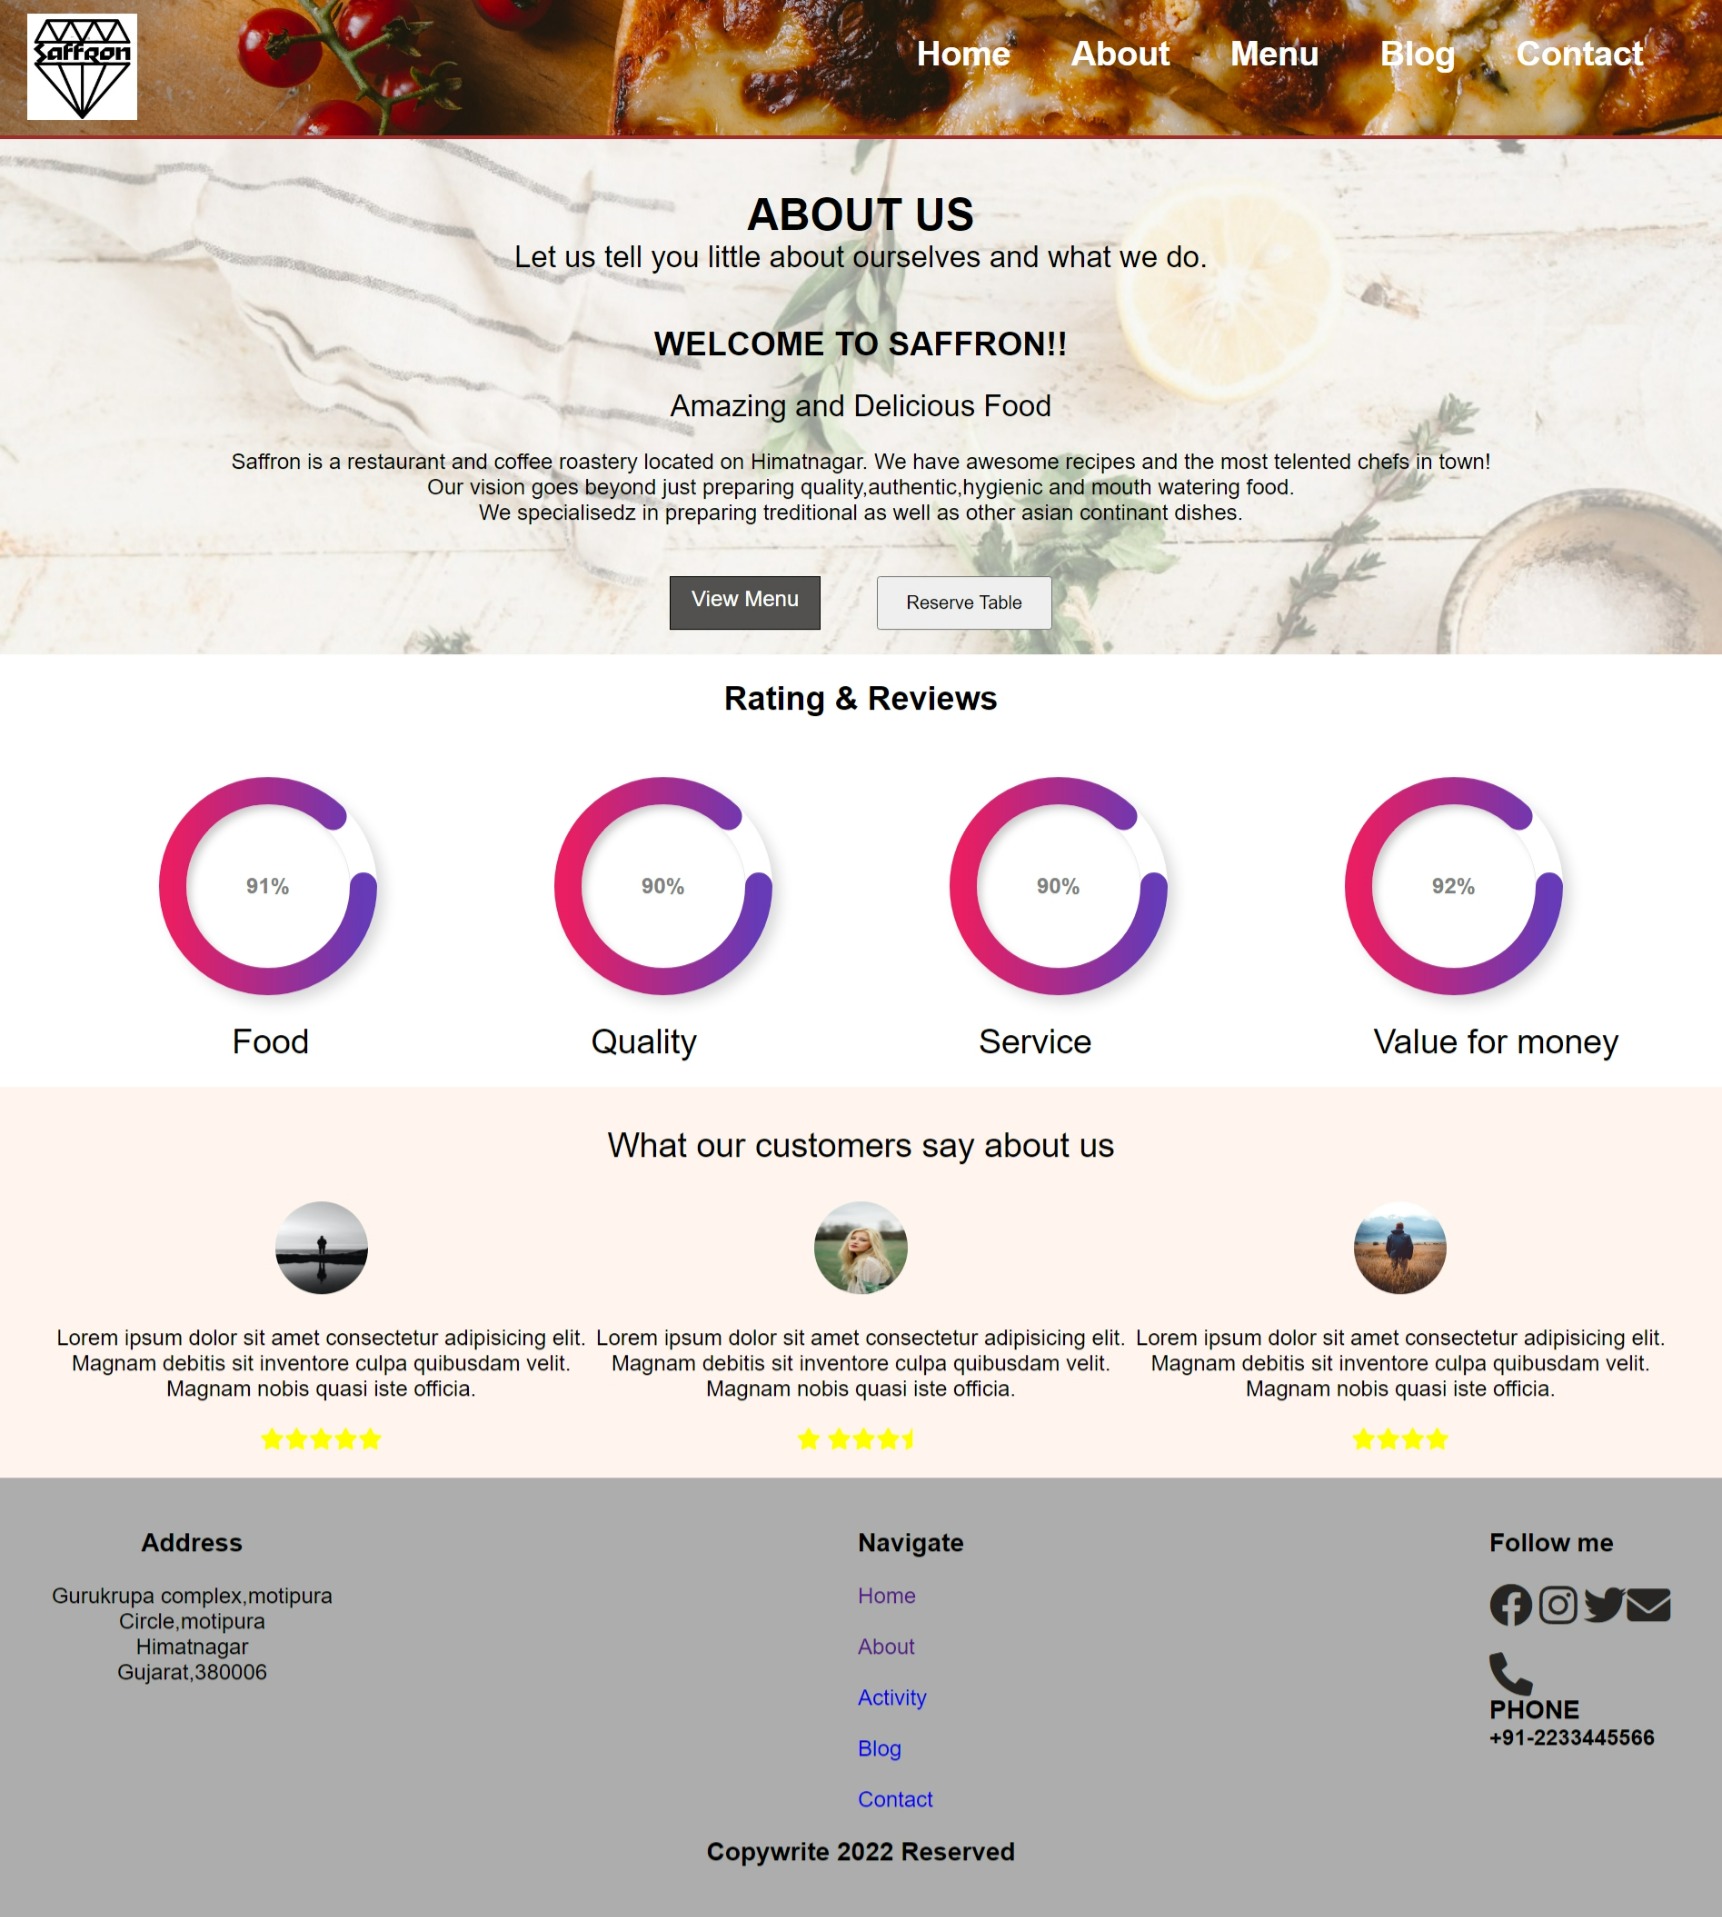 Saffron
Home About Menu Blog Contact
ABOUT US
Let us tell you little about ourselves and what we do.
WELCOME TO SAFFRON!!
Amazing and Delicious Food
Saffron is a restaurant and coffee roastery located on Himatnagar. We have awesome recipes and the most telented chefs in town!
Our vision goes beyond just preparing quality,authentic,hygienic and mouth watering food.
We specialisedz in preparing treditional as well as other asian continant dishes.
View Menu Reserve Table
Rating & Reviews
91% 90% 90% 92%
Food Quality Service Value for money
What our customers say about us
Lorem ipsum dolor sit amet consectetur adipisicing elit.
Magnam debitis sit inventore culpa quibusdam velit.
Magnam nobis quasi iste officia.
Lorem ipsum dolor sit amet consectetur adipisicing elit.
Magnam debitis sit inventore culpa quibusdam velit.
Magnam nobis quasi iste officia.
Lorem ipsum dolor sit amet consectetur adipisicing elit.
Magnam debitis sit inventore culpa quibusdam velit.
Magnam nobis quasi iste officia.
Address
Gurukrupa complex,motipura
Circle,motipura
Himatnagar
Gujarat,380006
Navigate
Home
About
Activity
Blog
Contact
Follow me
PHONE
+91-2233445566
Copywrite 2022 Reserved